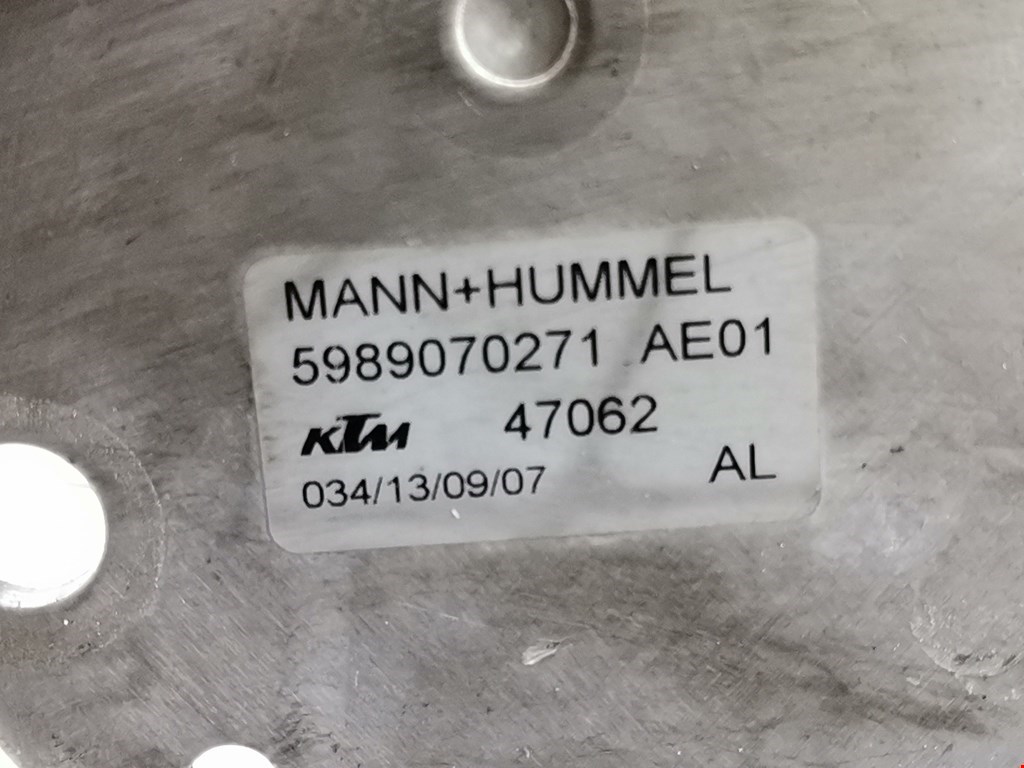 MANN+HUMMEL
5989070271 AE01
KTM 47062
034/13/09/07 AL